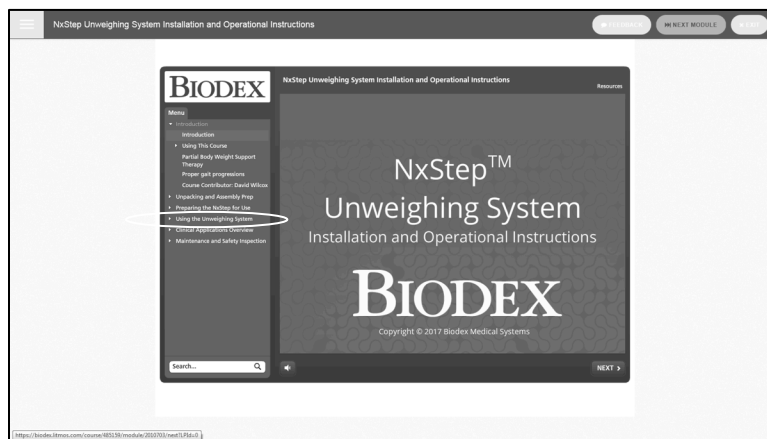 NxStep Unweighing System Installation and Operational Instructions
FEEDBACK
NEXT MODULE
EXIT
BIODEX
NxStep Unweighing System Installation and Operational Instructions
Resources
Menu
Introduction
Introduction
Using This Course
Partial Body Weight Support
Therapy
Proper gait progressions
Course Contributor: David Wilcox
Unpacking and Assembly Prep
Preparing the NxStep for Use
Using the Unweighing System
Clinical Applications Overview
Maintenance and Safety Inspection
Search...
NxStep™
Unweighing System
Installation and Operational Instructions
BIODEX
Copyright © 2017 Biodex Medical Systems
NEXT >
https://biodex.litmos.com/course/485159/module/2010703/next?LPId=0